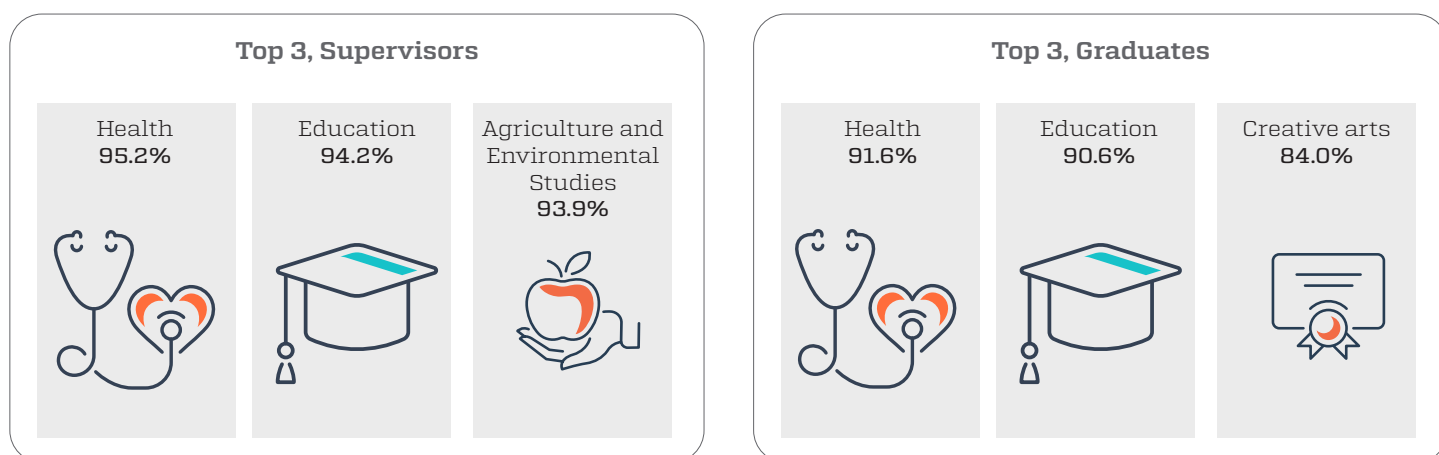 Top 3, Supervisors
Health
95.2%
Education
94.2%
Agriculture and
Environmental
Studies
93.9%
Top 3, Graduates
Health
91.6%
Education
90.6%
Creative arts
84.0%